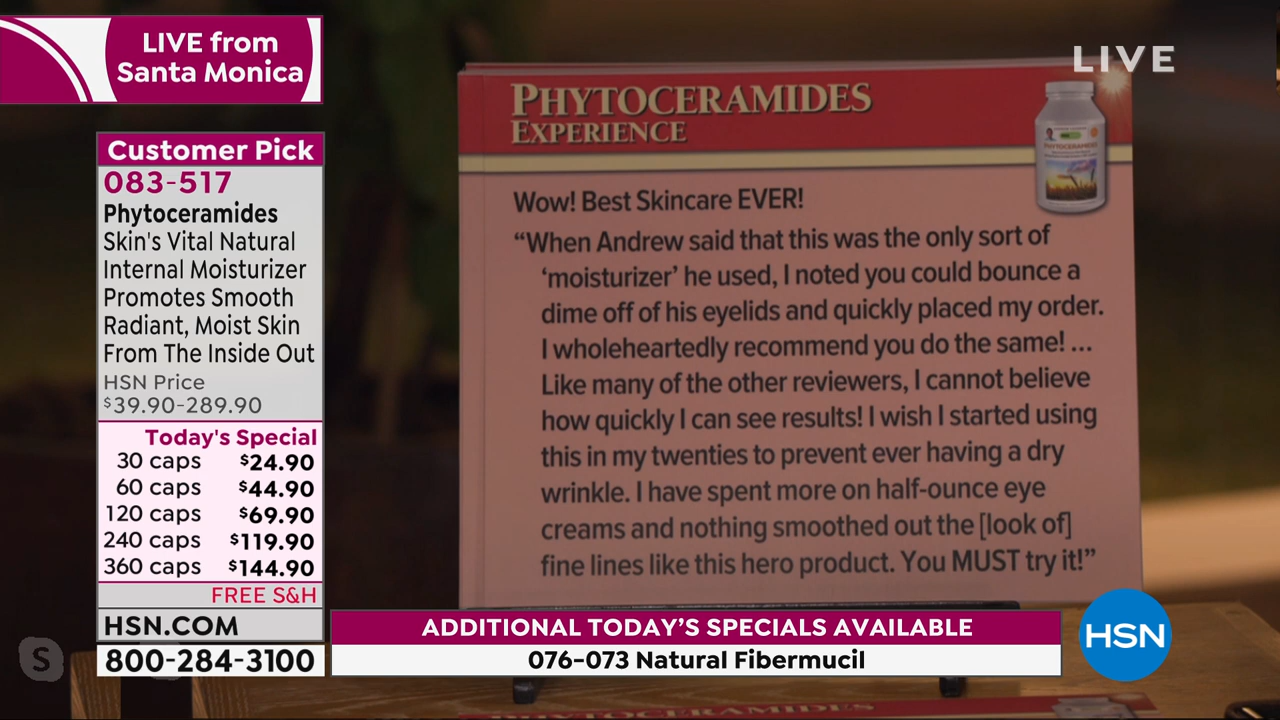 LIVE from
Santa Monica
LIVE
Customer Pick
083-517
Phytoceramides
Skin's Vital Natural
Internal Moisturizer
Promotes Smooth
Radiant, Moist Skin
From The Inside Out
HSN Price
$39.90-289.90
Today's Special
30 caps $24.90
60 caps $44.90
120 caps $69.90
240 caps $119.90
360 caps $144.90
FREE S&H
HSN.COM
800-284-3100
PHYTOCERAMIDES
EXPERIENCE
PHYTOCERAMIDES
Wow! Best Skincare EVER!
“When Andrew said that this was the only sort of
‘moisturizer’ he used, I noted you could bounce a
dime off of his eyelids and quickly placed my order.
I wholeheartedly recommend you do the same! ...
Like many of the other reviewers, I cannot believe
how quickly I can see results! I wish I started using
this in my twenties to prevent ever having a dry
wrinkle. I have spent more on half-ounce eye
creams and nothing smoothed out the [look of]
fine lines like this hero product. You MUST try it!”
ADDITIONAL TODAY’S SPECIALS AVAILABLE
076-073 Natural Fibermucil
HSN
S
PHYTOCERAMIDES